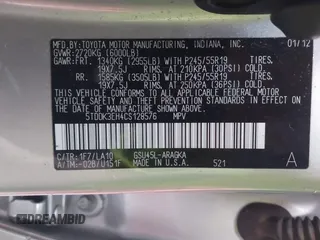 MFD.BY:TOYOTA MOTOR MANUFACTURING, INDIANA, INC. 01/12
GVWR:2720KG (6000LB)
GAWR:FRT. 1340KG (2955LB) WITH P245/55R19
19X7.5J RIMS, AT 210KPA (30PSI) COLD
RR. 1585KG (3505LB) WITH P245/55R19
19X7.5J RIMS, AT 250KPA (36PSI) COLD
THIS VEHICLE CONFORMS TO ALL APPLICABLE
FEDERAL MOTOR VEHICLE SAFETY AND
THEFT PREVENTION STANDARDS IN EFFECT ON
THE DATE OF MANUFACTURE SHOWN ABOVE.
5TDDK3EH4CS128576 MPV
C/TR:1F7/LA10 GSU45L-ARAGKA
A/TM:-02B/U151F MADE IN U.S.A. 521 A
DREAMBID